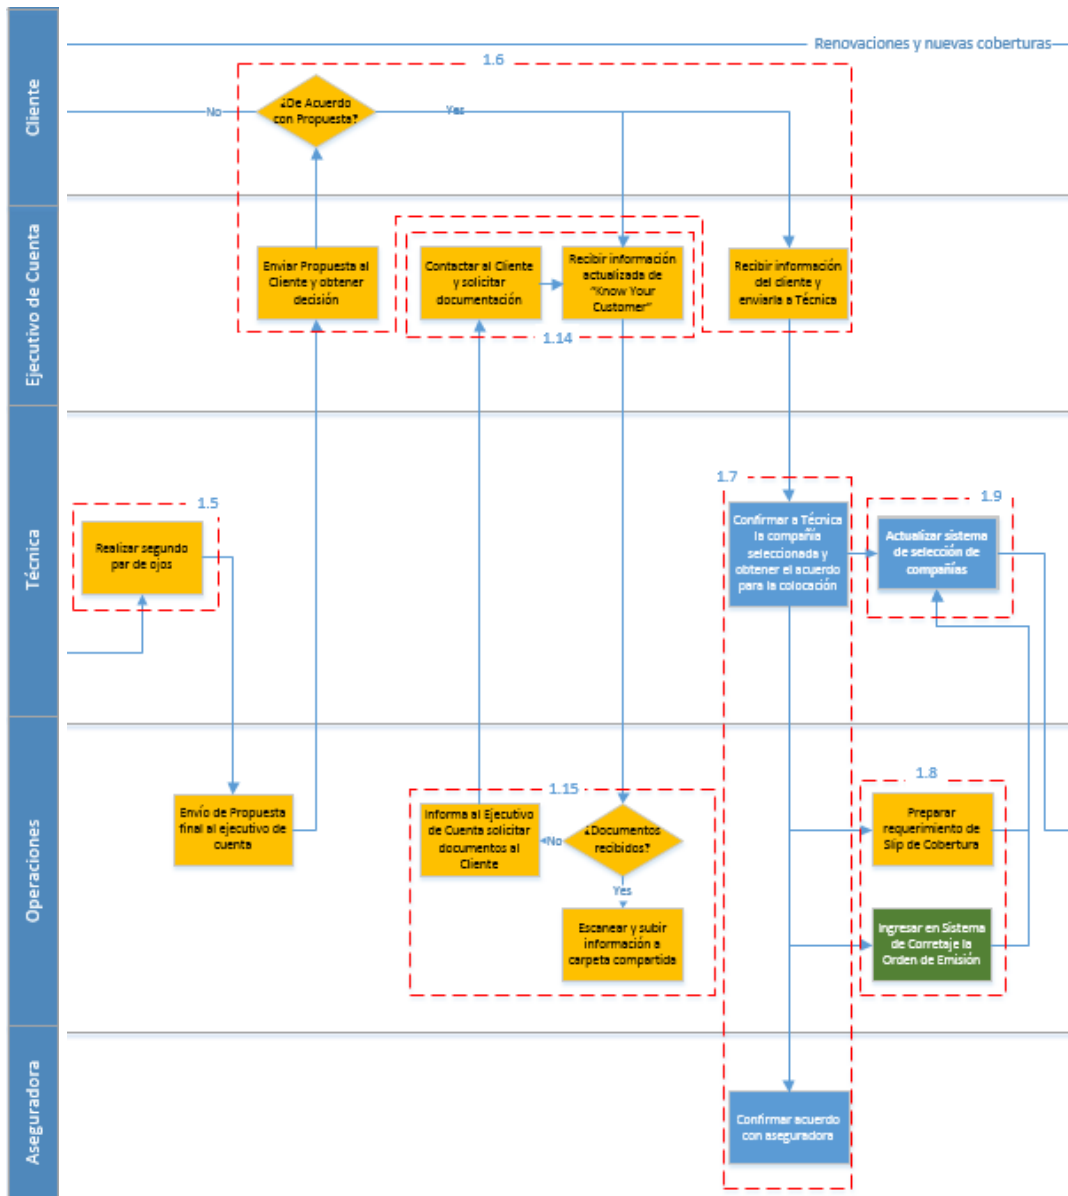 Renovaciones y nuevas coberturas
1.6
Cliente
¿De Acuerdo
con Propuesta?
No
Yes
Ejecutivo de Cuenta
Enviar Propuesta al
Cliente y obtener
decisión
Contactar al Cliente
y solicitar
documentación
Recibir información
actualizada de
"Know Your
Customer"
Recibir información
del cliente y
enviarla a Técnica
1.14
Técnica
1.5
Realizar segundo
par de ojos
1.7
Confirmar a Técnica
la compañía
seleccionada y
obtener el acuerdo
para la colocación
1.9
Actualizar sistema
de selección de
compañías
Operaciones
Envío de Propuesta
final al ejecutivo de
cuenta
1.15
Informa al Ejecutivo
de Cuenta solicitar
documentos al
Cliente
No
¿Documentos
recibidos?
Yes
Escanear y subir
información a
carpeta compartida
1.8
Preparar
requerimiento de
Slip de Cobertura
Ingresar en Sistema
de Corretaje la
Orden de Emisión
Aseguradora
Confirmar acuerdo
con aseguradora